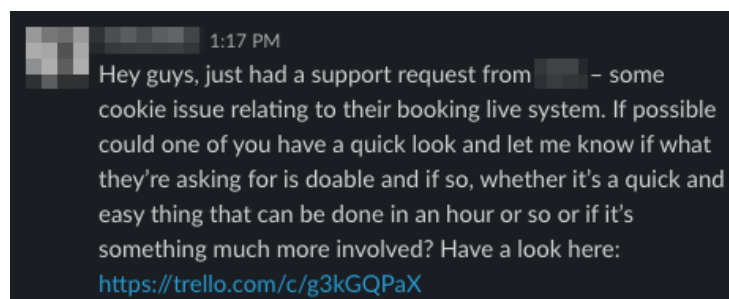 1:17 PM
Hey guys, just had a support request from – some
cookie issue relating to their booking live system. If possible
could one of you have a quick look and let me know if what
they’re asking for is doable and if so, whether it’s a quick and
easy thing that can be done in an hour or so or if it’s
something much more involved? Have a look here:
https://trello.com/c/g3kGQPaX